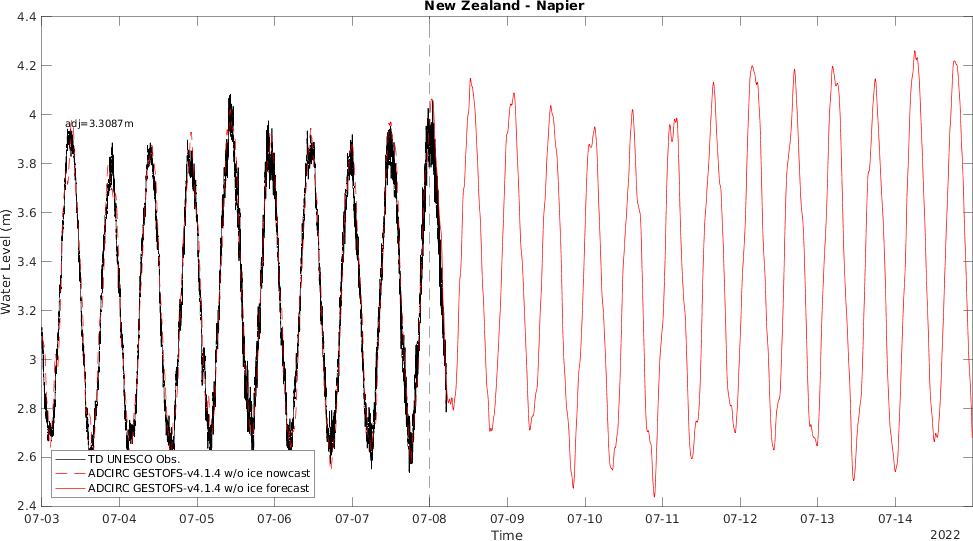 New Zealand - Napier
4.4
4.2
4
3.8
3.6
3.4
3.2
3
2.8
2.6
2.4
Water Level (m)
adj=3.3087m
TD UNESCO Obs.
ADCIRC GESTOFS-v4.1.4 w/o ice nowcast
ADCIRC GESTOFS-v4.1.4 w/o ice forecast
07-03 07-04 07-05 07-06 07-07 07-08 07-09 07-10 07-11 07-12 07-13 07-14
Time
2022